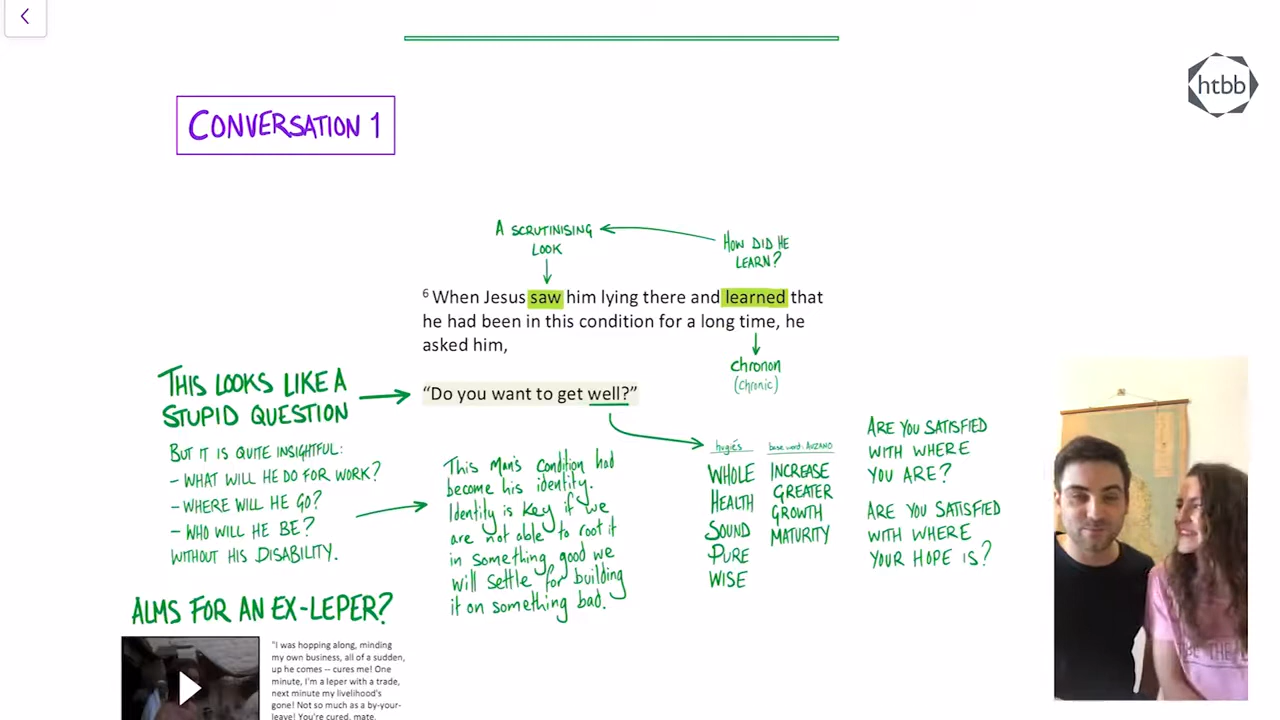 htbb
CONVERSATION 1
A SCRUTINISING
LOOK
HOW DID HE
LEARN?
6 When Jesus saw him lying there and learned that
he had been in this condition for a long time, he
asked him,
chronon
(chronic)
THIS LOOKS LIKE A
STUPID QUESTION
"Do you want to get well?"
BUT IT IS QUITE INSIGHTFUL:
- WHAT WILL HE DO FOR WORK?
- WHERE WILL HE GO?
- WHO WILL HE BE?
WITHOUT HIS DISABILITY.
This Man's Condition had
become his identity.
Identity is key if we
are not able to root it
in something good we
will settle for building
it on something bad.
hugiés
WHOLE
HEALTH
SOUND
PURE
WISE
base word: AUZANO
INCREASE
GREATER
GROWTH
MATURITY
ARE YOU SATISFIED
WITH WHERE
YOU ARE?
ARE YOU SATISFIED
WITH WHERE
YOUR HOPE IS?
ALMS FOR AN EX-LEPER?
"I was hopping along, minding
my own business, all of a sudden,
up he comes -- cures me! One
minute, I'm a leper with a trade,
next minute my livelihood's
gone! Not so much as a by-your-
leave! You're cured, mate.
BE THE